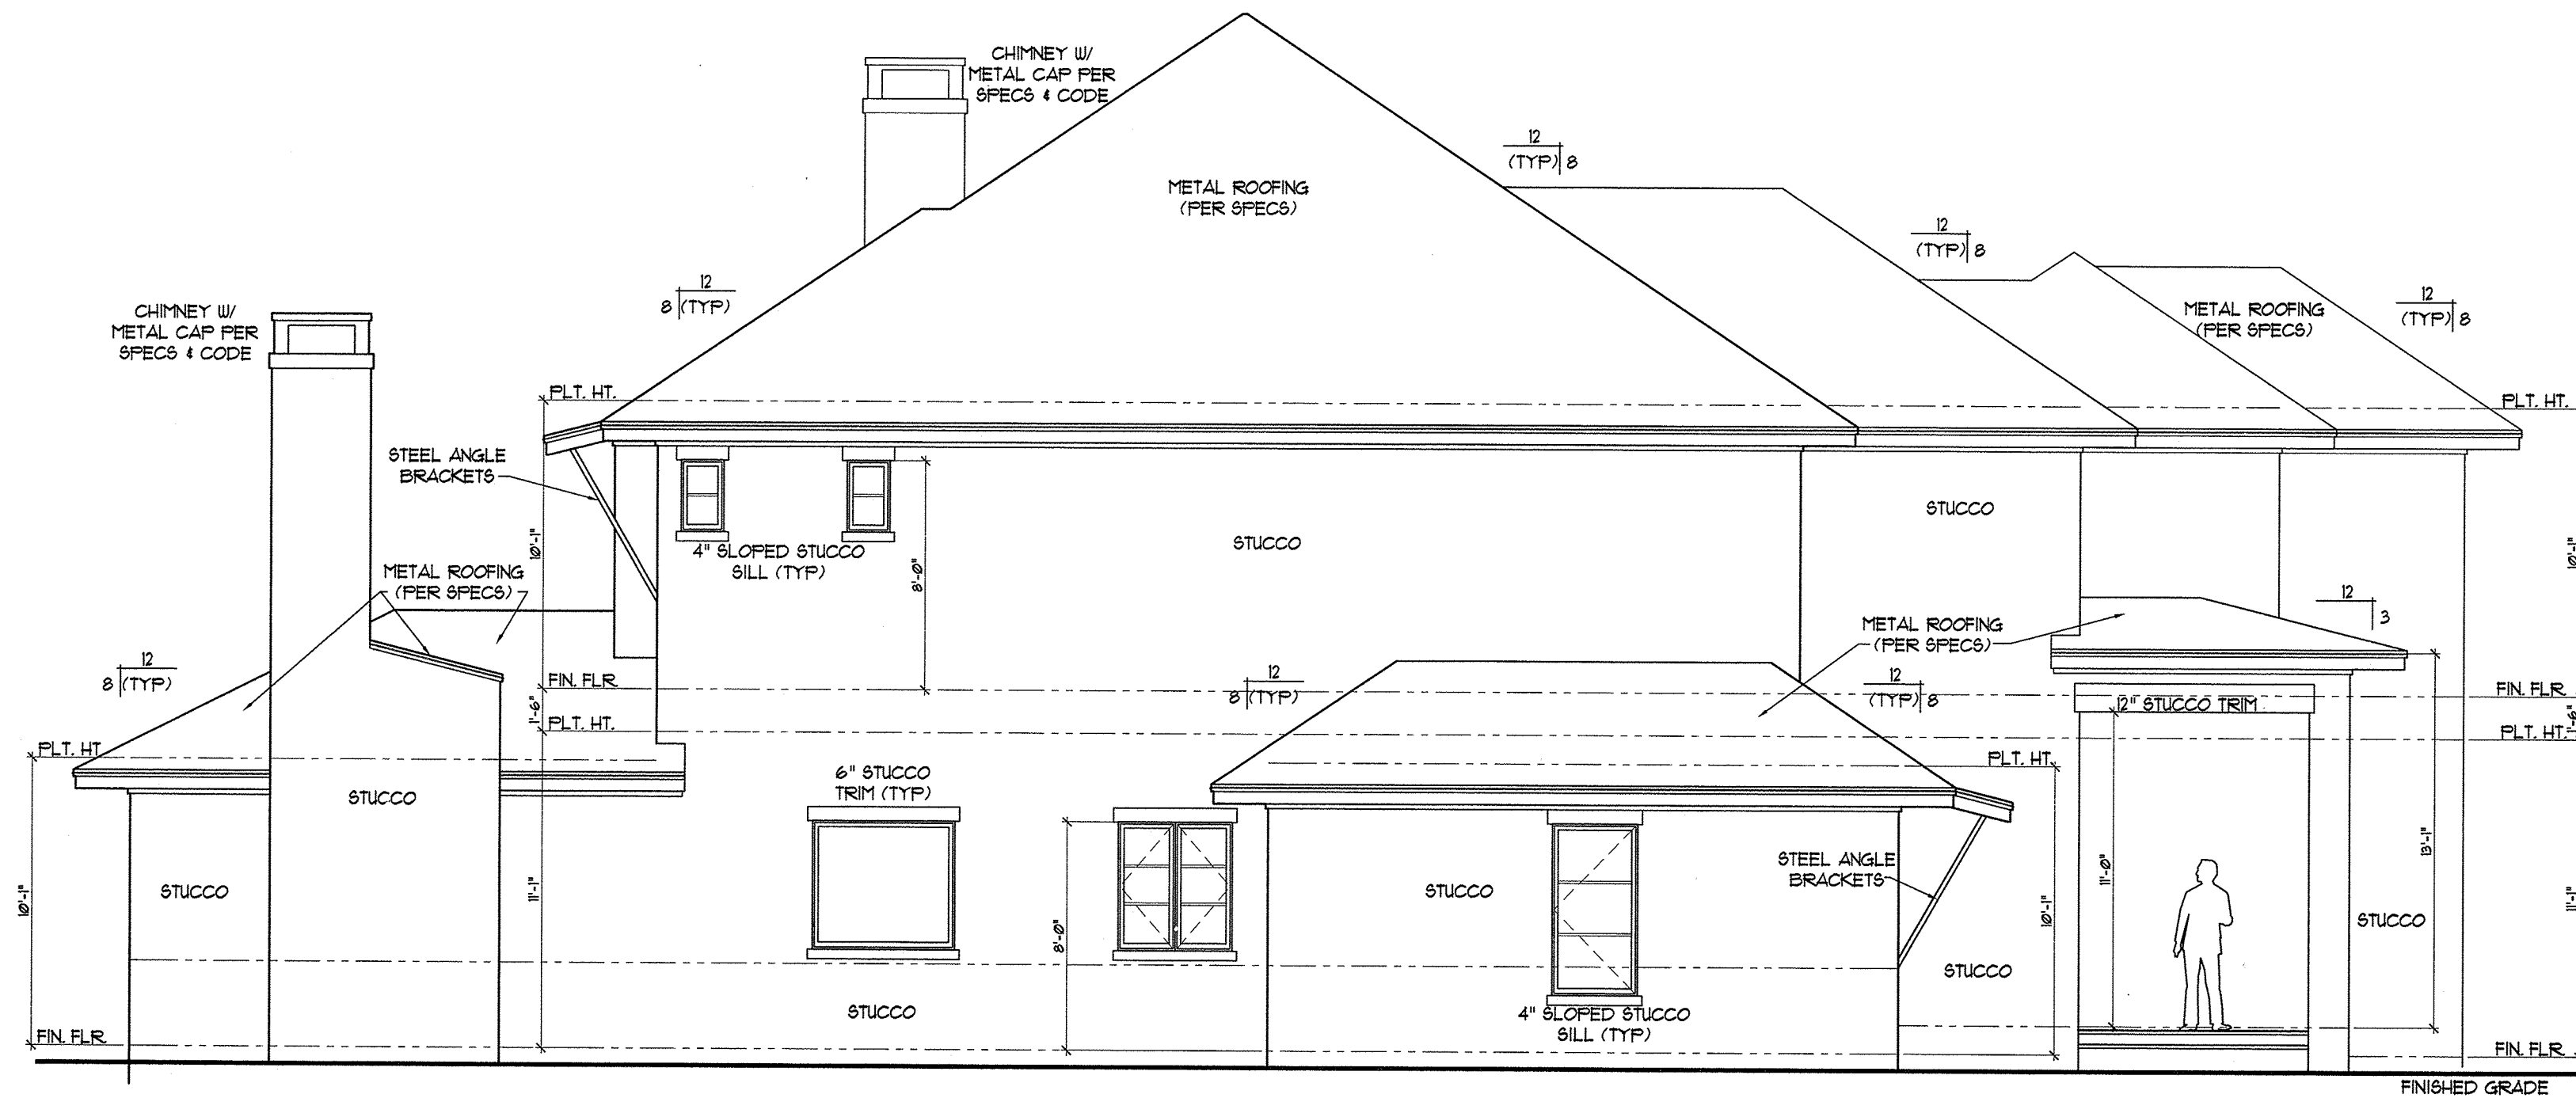 CHIMNEY W/
METAL CAP PER
SPECS & CODE
12
(TYP) 8
METAL ROOFING
(PER SPECS)
12
(TYP) 8
12
8 (TYP)
12
(TYP) 8
METAL ROOFING
(PER SPECS)
CHIMNEY W/
METAL CAP PER
SPECS & CODE
PLT. HT.
PLT. HT.
STEEL ANGLE
BRACKETS
STUCCO
STUCCO
10'-1"
4" SLOPED STUCCO
SILL (TYP)
8'-0"
10'-1"
METAL ROOFING
(PER SPECS)
12
3
METAL ROOFING
(PER SPECS)
12
8 (TYP)
FIN. FLR.
12
8 (TYP)
12
(TYP) 8
FIN. FLR.
1'-6"
12" STUCCO TRIM
1'-6"
PLT. HT.
PLT. HT.
PLT. HT.
PLT. HT.
6" STUCCO
TRIM (TYP)
STUCCO
STEEL ANGLE
BRACKETS
13'-1"
10'-1"
STUCCO
11'-1"
STUCCO
11'-0"
11'-1"
8'-0"
10'-1"
STUCCO
STUCCO
STUCCO
4" SLOPED STUCCO
SILL (TYP)
FIN. FLR.
FIN. FLR.
FINISHED GRADE